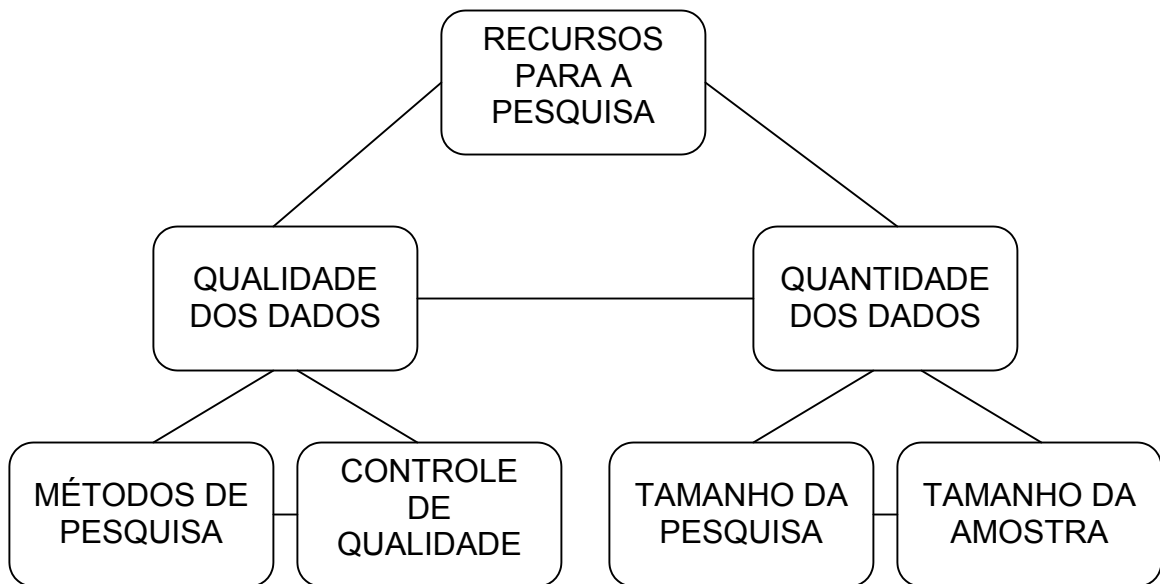 RECURSOS
PARA A
PESQUISA
QUALIDADE
DOS DADOS
QUANTIDADE
DOS DADOS
MÉTODOS DE
PESQUISA
CONTROLE
DE
QUALIDADE
TAMANHO DA
PESQUISA
TAMANHO DA
AMOSTRA